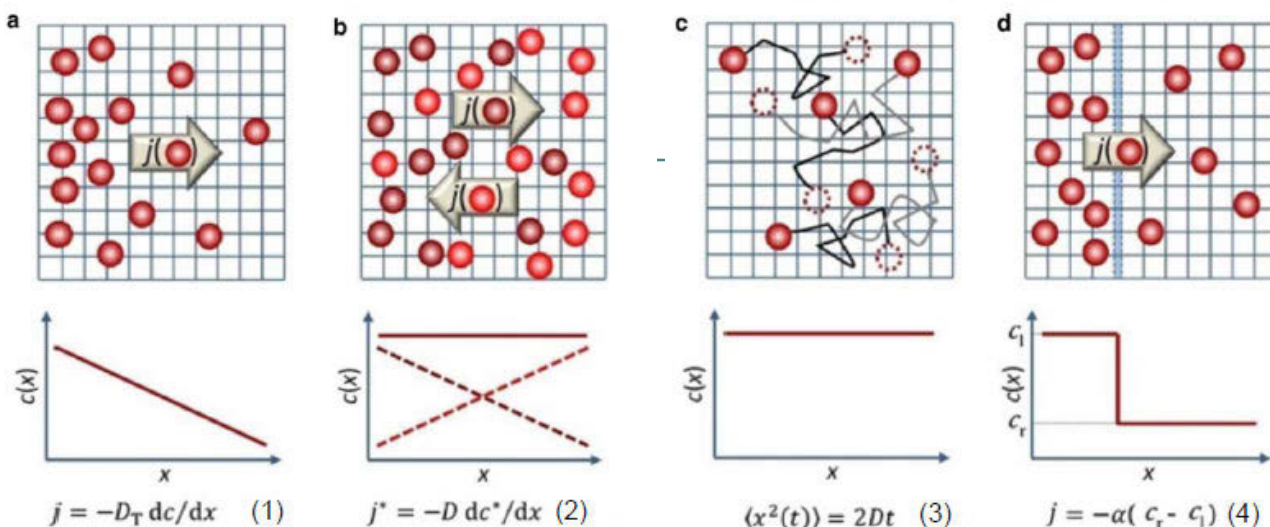 a
b
c
d
j( )
j( )
j( )
j( )
c(x)
x
c(x)
x
c(x)
x
c_l
c(x)
c_r
x
j = −D_T dc/dx (1)
j* = −D dc*/dx (2)
⟨x²(t)⟩ = 2Dt (3)
j = −α( c_r - c_l) (4)